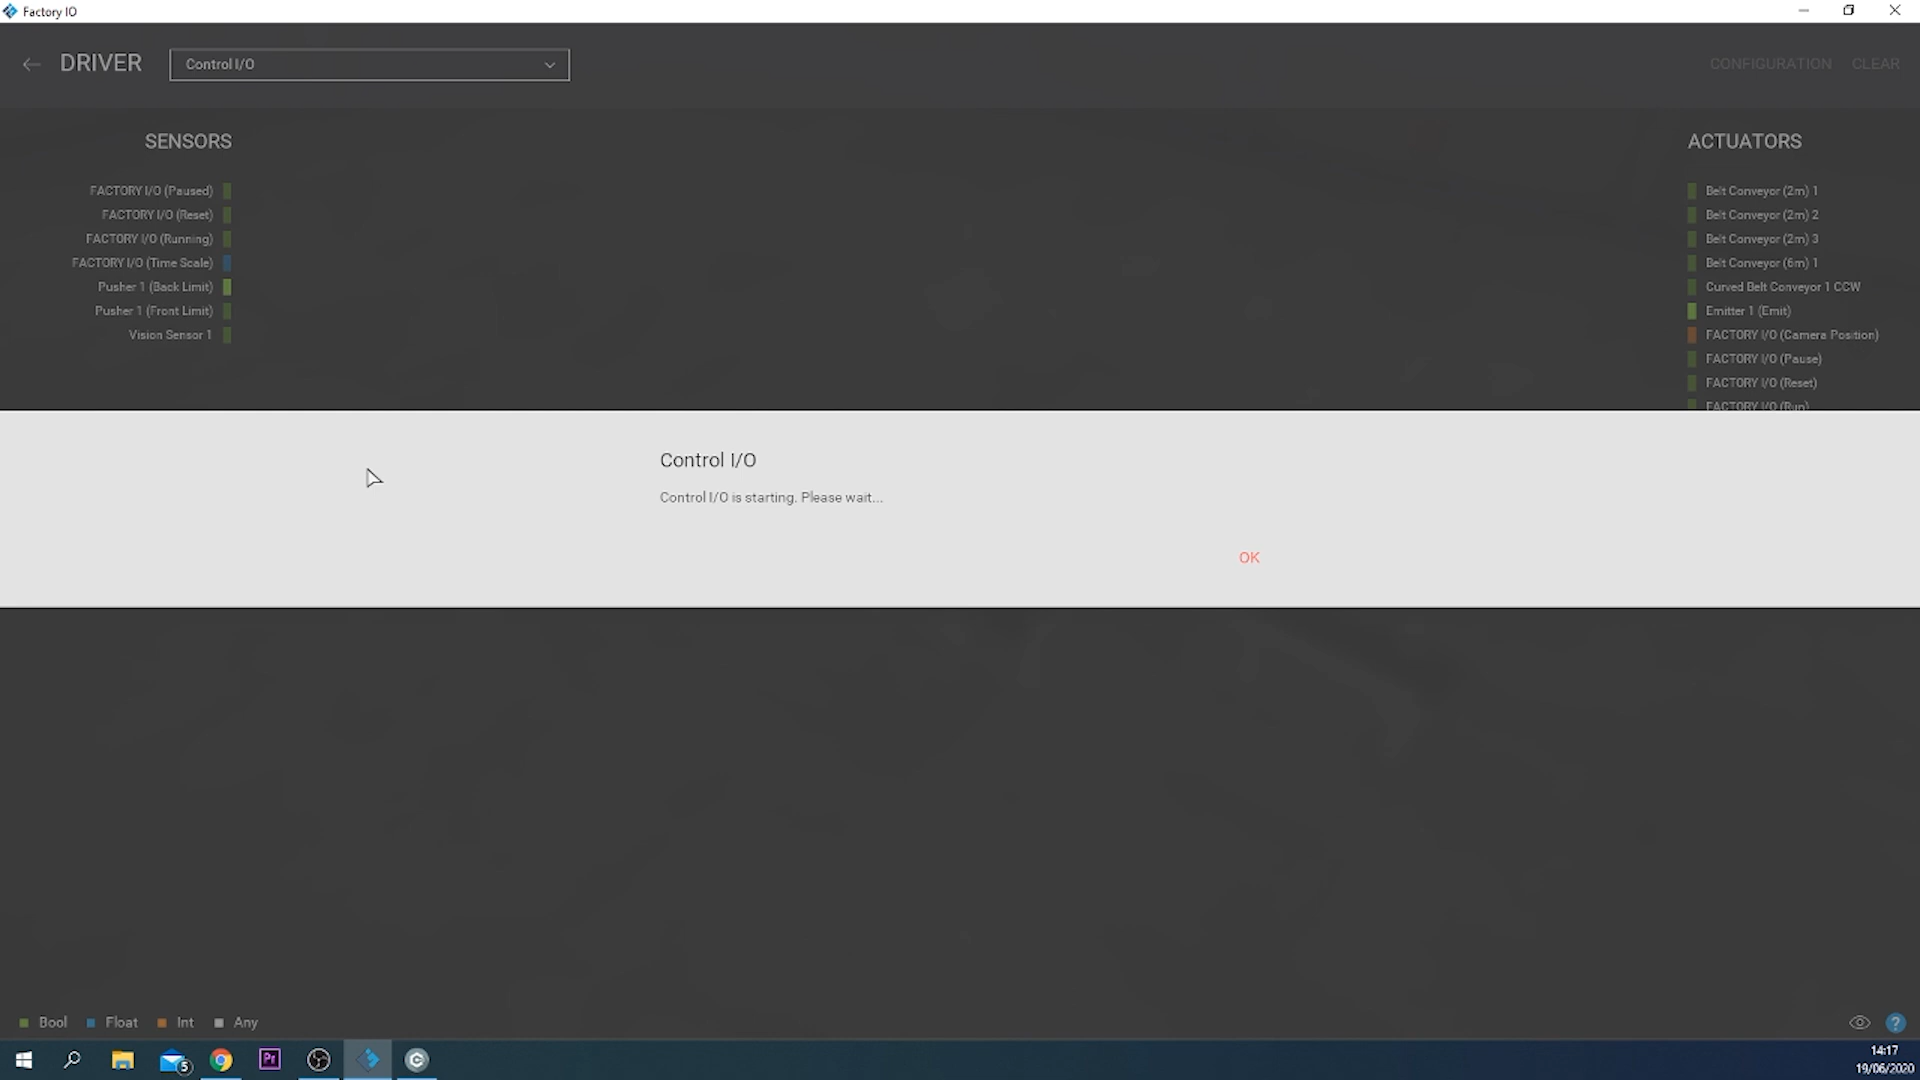 Factory IO
DRIVER
Control I/O
CONFIGURATION
CLEAR
SENSORS
FACTORY I/O (Paused)
FACTORY I/O (Reset)
FACTORY I/O (Running)
FACTORY I/O (Time Scale)
Pusher 1 (Back Limit)
Pusher 1 (Front Limit)
Vision Sensor 1
ACTUATORS
Belt Conveyor (2m) 1
Belt Conveyor (2m) 2
Belt Conveyor (2m) 3
Belt Conveyor (6m) 1
Curved Belt Conveyor 1 CCW
Emitter 1 (Emit)
FACTORY I/O (Camera Position)
FACTORY I/O (Pause)
FACTORY I/O (Reset)
FACTORY I/O (Run)
Control I/O
Control I/O is starting. Please wait...
OK
Bool
Float
Int
Any
?
5
Pr
14:17
19/06/2020